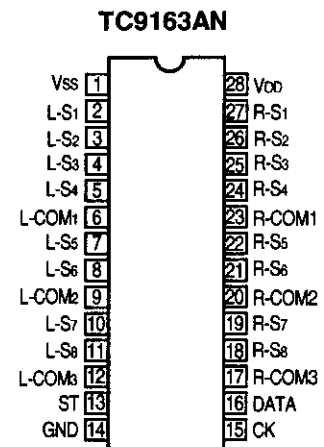 TC9163AN
Vss 1 28 VDD
L-S1 2 27 R-S1
L-S2 3 26 R-S2
L-S3 4 25 R-S3
L-S4 5 24 R-S4
L-COM1 6 23 R-COM1
L-S5 7 22 R-S5
L-S6 8 21 R-S6
L-COM2 9 20 R-COM2
L-S7 10 19 R-S7
L-S8 11 18 R-S8
L-COM3 12 17 R-COM3
ST 13 16 DATA
GND 14 15 CK